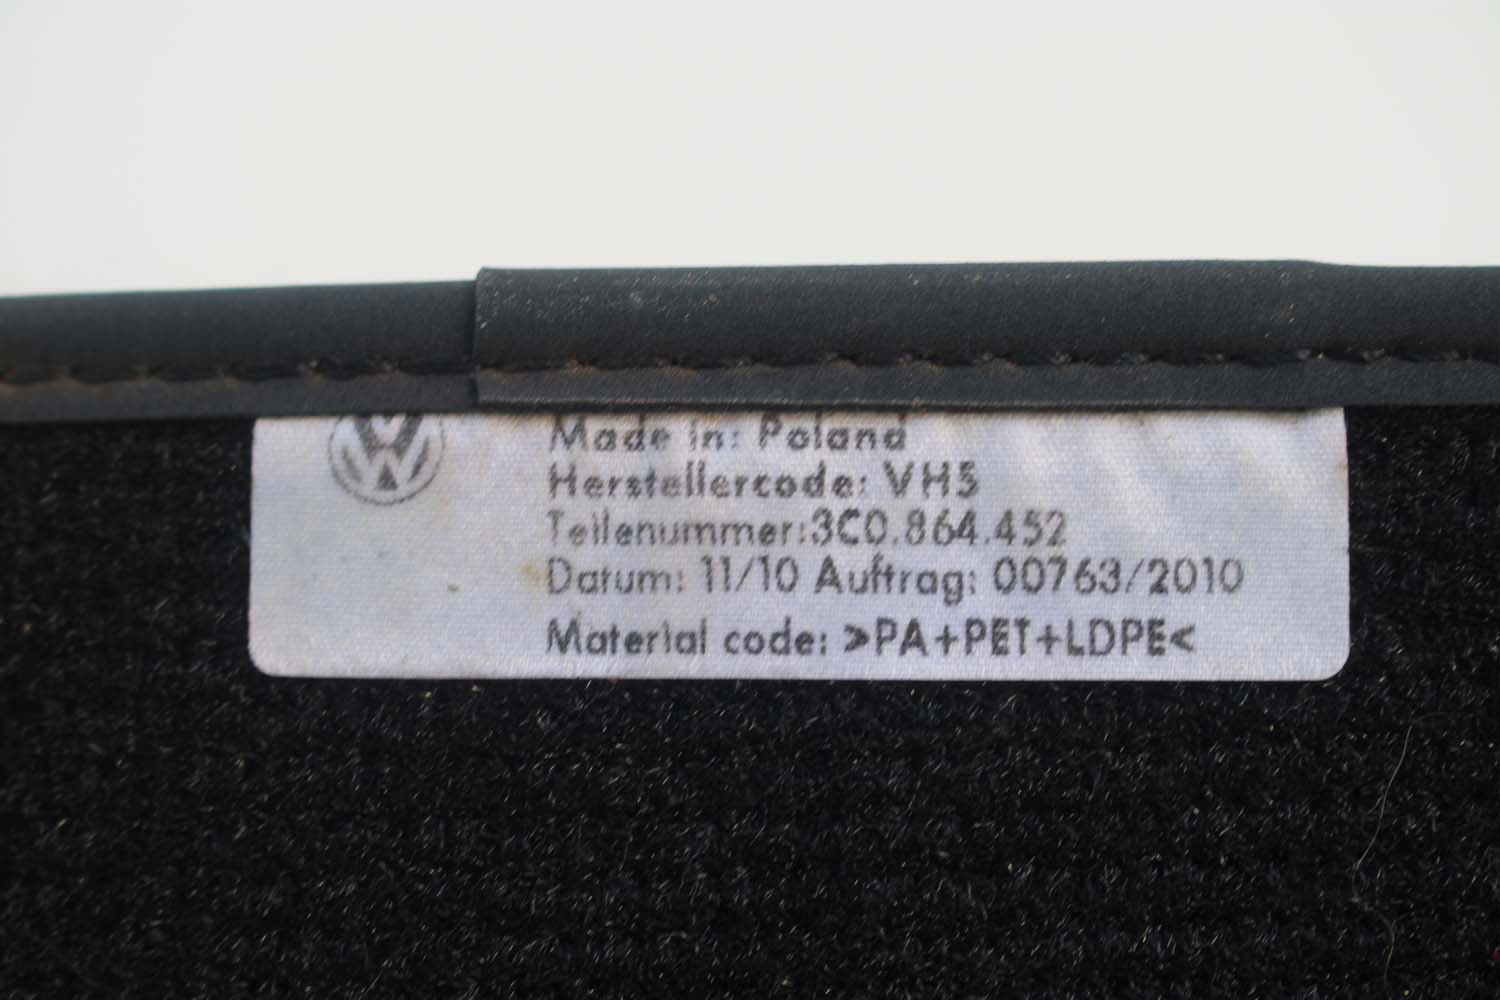 Made in: Poland
Herstellercode: VH5
Teilenummer:3C0.864.452
Datum: 11/10 Auftrag: 00763/2010
Material code: >PA+PET+LDPE<